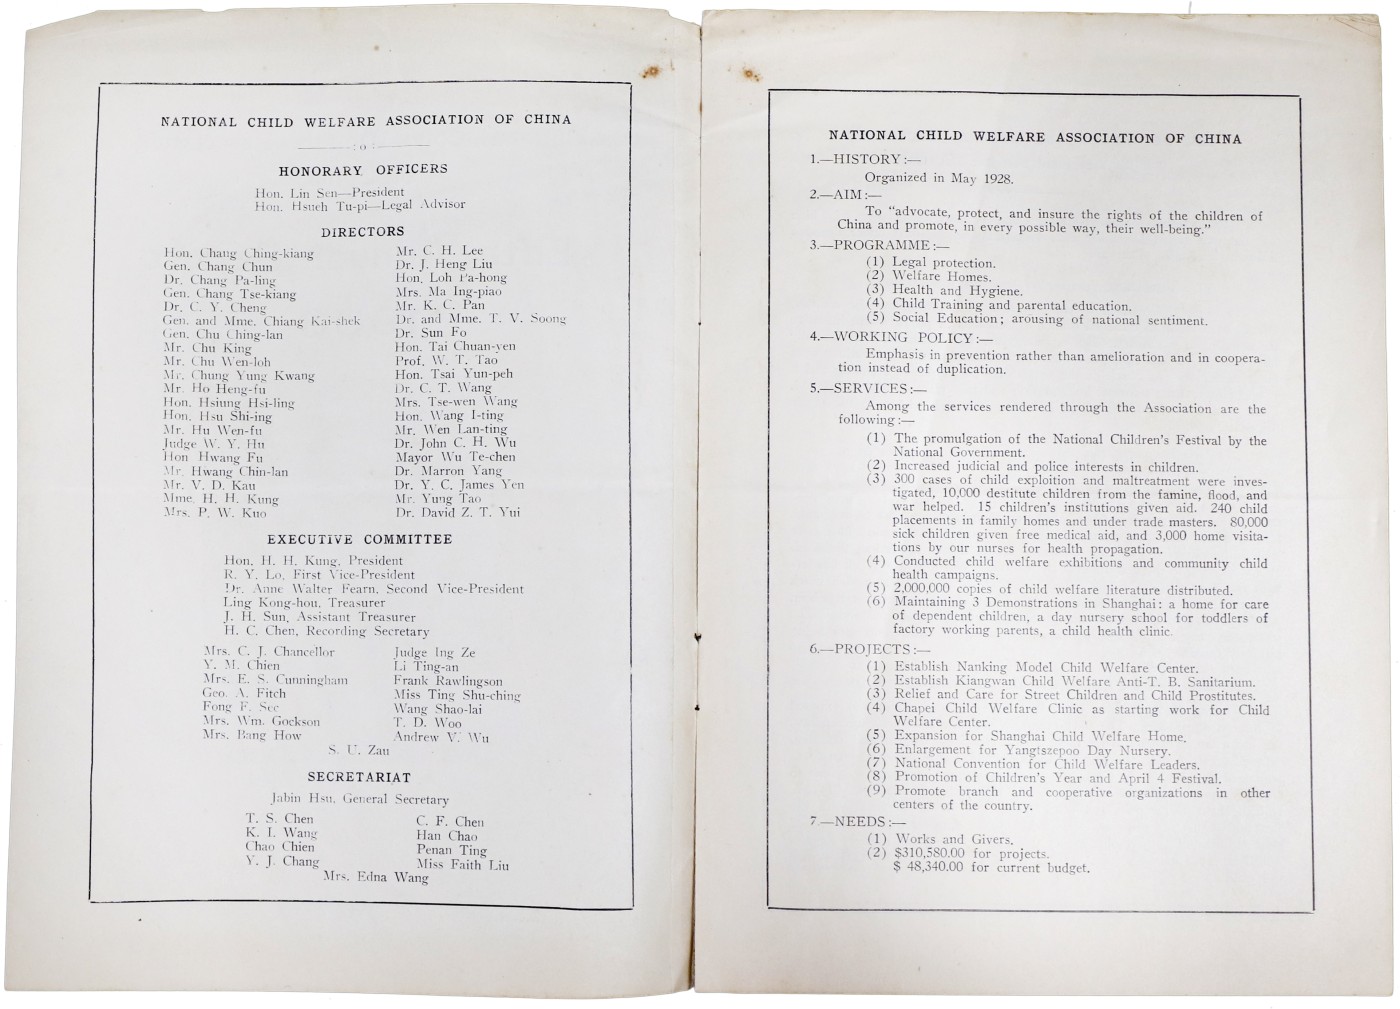 NATIONAL CHILD WELFARE ASSOCIATION OF CHINA
: o :
HONORARY OFFICERS
Hon. Lin Sen—President
Hon. Hsueh Tu-pi—Legal Advisor
DIRECTORS
Hon. Chang Ching-kiang
Gen. Chang Chun
Dr. Chang Pa-ling
Gen. Chang Tse-kiang
Dr. C. Y. Cheng
Gen. and Mme. Chiang Kai-shek
Gen. Chu Ching-lan
Mr. Chu King
Mr. Chu Wen-loh
Mr. Chung Yung Kwang
Mr. Ho Heng-fu
Hon. Hsiung Hsi-ling
Hon. Hsu Shi-ing
Mr. Hu Wen-fu
Judge W. Y. Hu
Hon Hwang Fu
Mr. Hwang Chin-lan
Mr. V. D. Kau
Mme. H. H. Kung
Mrs. P. W. Kuo
Mr. C. H. Lee
Dr. J. Heng Liu
Hon. Loh Pa-hong
Mrs. Ma Ing-piao
Mr. K. C. Pan
Dr. and Mme. T. V. Soong
Dr. Sun Fo
Hon. Tai Chuan-yen
Prof. W. T. Tao
Hon. Tsai Yun-peh
Dr. C. T. Wang
Mrs. Tse-wen Wang
Hon. Wang I-ting
Mr. Wen Lan-ting
Dr. John C. H. Wu
Mayor Wu Te-chen
Dr. Marron Yang
Dr. Y. C. James Yen
Mr. Yung Tao
Dr. David Z. T. Yui
EXECUTIVE COMMITTEE
Hon. H. H. Kung, President
R. Y. Lo, First Vice-President
Dr. Anne Walter Fearn, Second Vice-President
Ling Kong-hou, Treasurer
J. H. Sun, Assistant Treasurer
H. C. Chen, Recording Secretary
Mrs. C. J. Chancellor
Y. M. Chien
Mrs. E. S. Cunningham
Geo. A. Fitch
Fong F. Sec
Mrs. Wm. Gockson
Mrs. Bang How
Judge Ing Ze
Li Ting-an
Frank Rawlingson
Miss Ting Shu-ching
Wang Shao-lai
T. D. Woo
Andrew V. Wu
S. U. Zau
SECRETARIAT
Jabin Hsu, General Secretary
T. S. Chen
K. I. Wang
Chao Chien
Y. J. Chang
C. F. Chen
Han Chao
Penan Ting
Miss Faith Liu
Mrs. Edna Wang
NATIONAL CHILD WELFARE ASSOCIATION OF CHINA
1.—HISTORY:—
Organized in May 1928.
2.—AIM:—
To "advocate, protect, and insure the rights of the children of
China and promote, in every possible way, their well-being."
3.—PROGRAMME:—
(1) Legal protection.
(2) Welfare Homes.
(3) Health and Hygiene.
(4) Child Training and parental education.
(5) Social Education; arousing of national sentiment.
4.—WORKING POLICY:—
Emphasis in prevention rather than amelioration and in coopera-
tion instead of duplication.
5.—SERVICES:—
Among the services rendered through the Association are the
following:—
(1) The promulgation of the National Children's Festival by the
National Government.
(2) Increased judicial and police interests in children.
(3) 300 cases of child exploition and maltreatment were inves-
tigated, 10,000 destitute children from the famine, flood, and
war helped. 15 children's institutions given aid. 240 child
placements in family homes and under trade masters. 80,000
sick children given free medical aid, and 3,000 home visita-
tions by our nurses for health propagation.
(4) Conducted child welfare exhibitions and community child
health campaigns.
(5) 2,000,000 copies of child welfare literature distributed.
(6) Maintaining 3 Demonstrations in Shanghai: a home for care
of dependent children, a day nursery school for toddlers of
factory working parents, a child health clinic.
6.—PROJECTS:—
(1) Establish Nanking Model Child Welfare Center.
(2) Establish Kiangwan Child Welfare Anti-T. B. Sanitarium.
(3) Relief and Care for Street Children and Child Prostitutes.
(4) Chapei Child Welfare Clinic as starting work for Child
Welfare Center.
(5) Expansion for Shanghai Child Welfare Home.
(6) Enlargement for Yangtszepoo Day Nursery.
(7) National Convention for Child Welfare Leaders.
(8) Promotion of Children's Year and April 4 Festival.
(9) Promote branch and cooperative organizations in other
centers of the country.
7.—NEEDS:—
(1) Works and Givers.
(2) $310,580.00 for projects.
$ 48,340.00 for current budget.